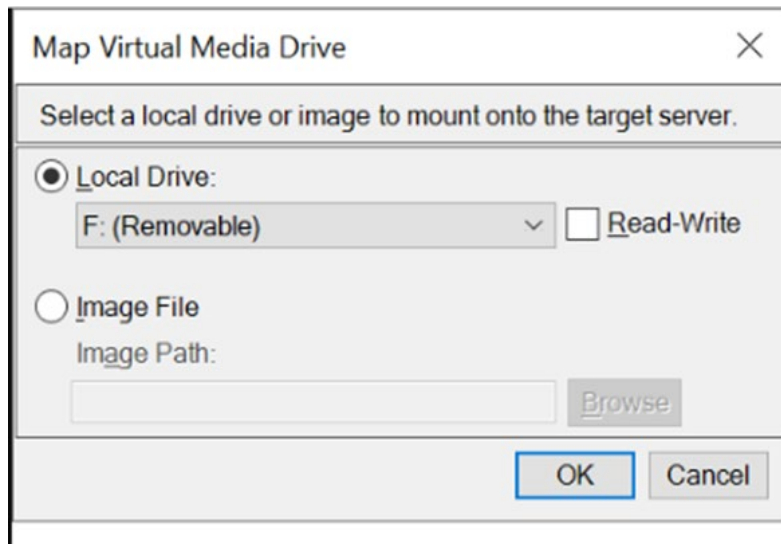 Map Virtual Media Drive
Select a local drive or image to mount onto the target server.
Local Drive:
F: (Removable) Read-Write
Image File
Image Path:
Browse
OK Cancel